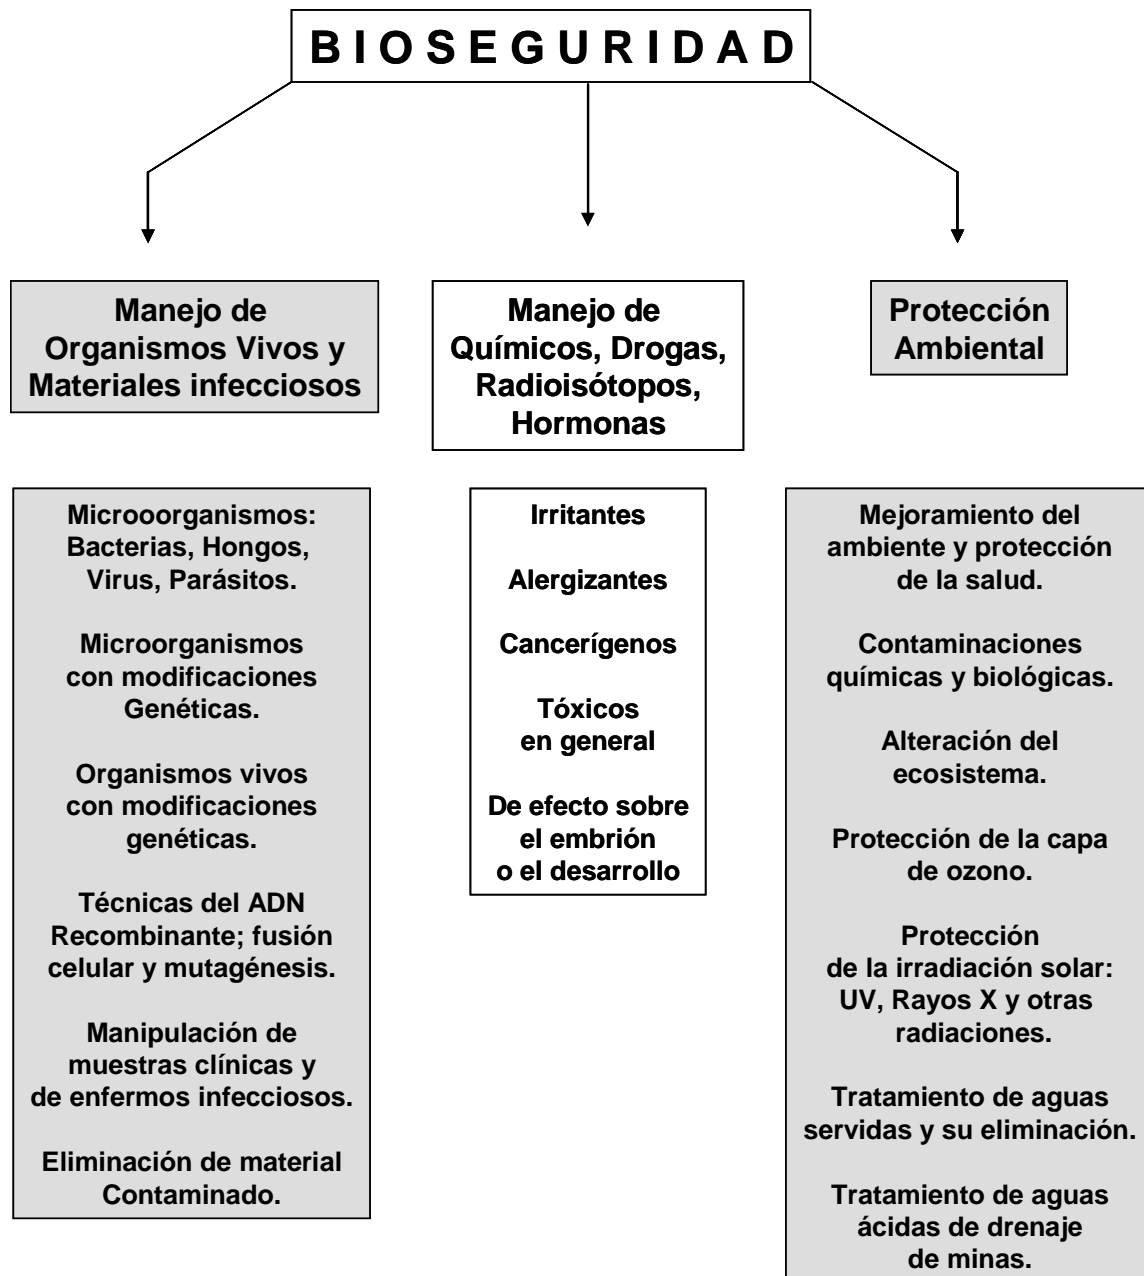 B I O S E G U R I D A D
Manejo de
Organismos Vivos y
Materiales infecciosos
Manejo de
Químicos, Drogas,
Radioisótopos,
Hormonas
Protección
Ambiental
Microoorganismos:
Bacterias, Hongos,
Virus, Parásitos.
Microorganismos
con modificaciones
Genéticas.
Organismos vivos
con modificaciones
genéticas.
Técnicas del ADN
Recombinante; fusión
celular y mutagénesis.
Manipulación de
muestras clínicas y
de enfermos infecciosos.
Eliminación de material
Contaminado.
Irritantes
Alergizantes
Cancerígenos
Tóxicos
en general
De efecto sobre
el embrión
o el desarrollo
Mejoramiento del
ambiente y protección
de la salud.
Contaminaciones
químicas y biológicas.
Alteración del
ecosistema.
Protección de la capa
de ozono.
Protección
de la irradiación solar:
UV, Rayos X y otras
radiaciones.
Tratamiento de aguas
servidas y su eliminación.
Tratamiento de aguas
ácidas de drenaje
de minas.